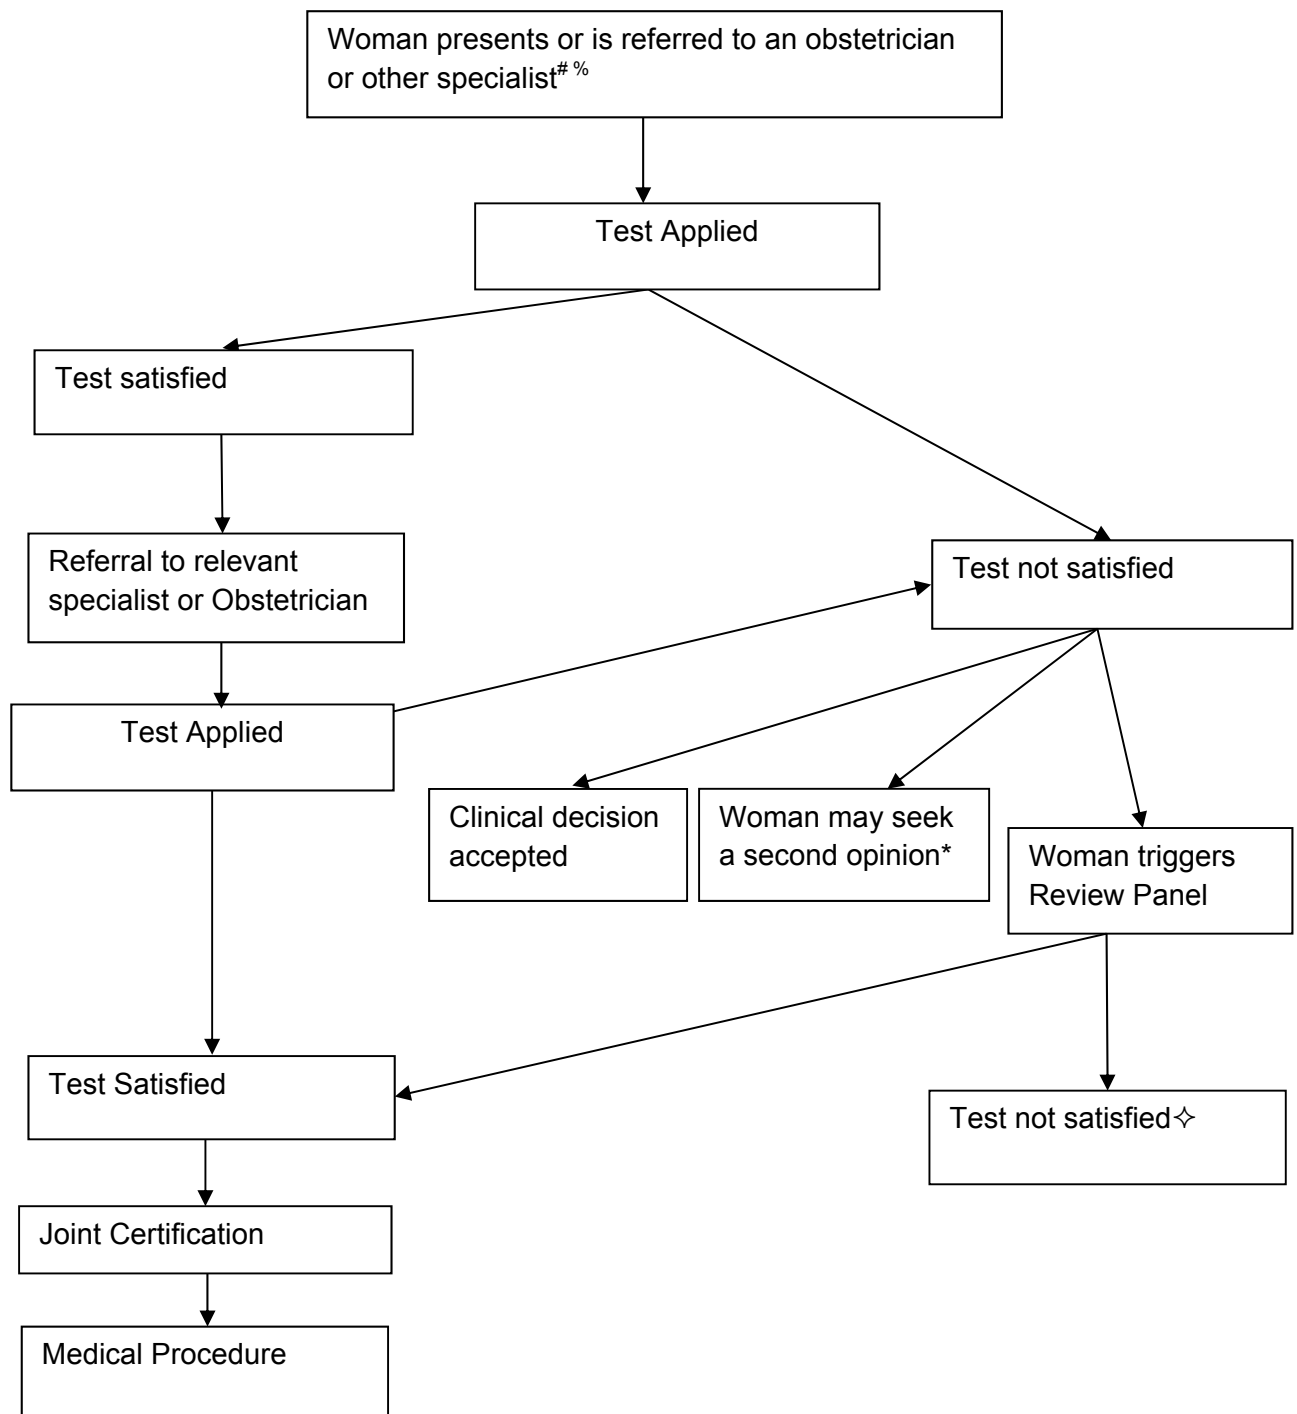 Woman presents or is referred to an obstetrician
or other specialist# %
Test Applied
Test satisfied
Referral to relevant
specialist or Obstetrician
Test not satisfied
Test Applied
Clinical decision
accepted
Woman may seek
a second opinion*
Woman triggers
Review Panel
Test Satisfied
Test not satisfied✧
Joint Certification
Medical Procedure